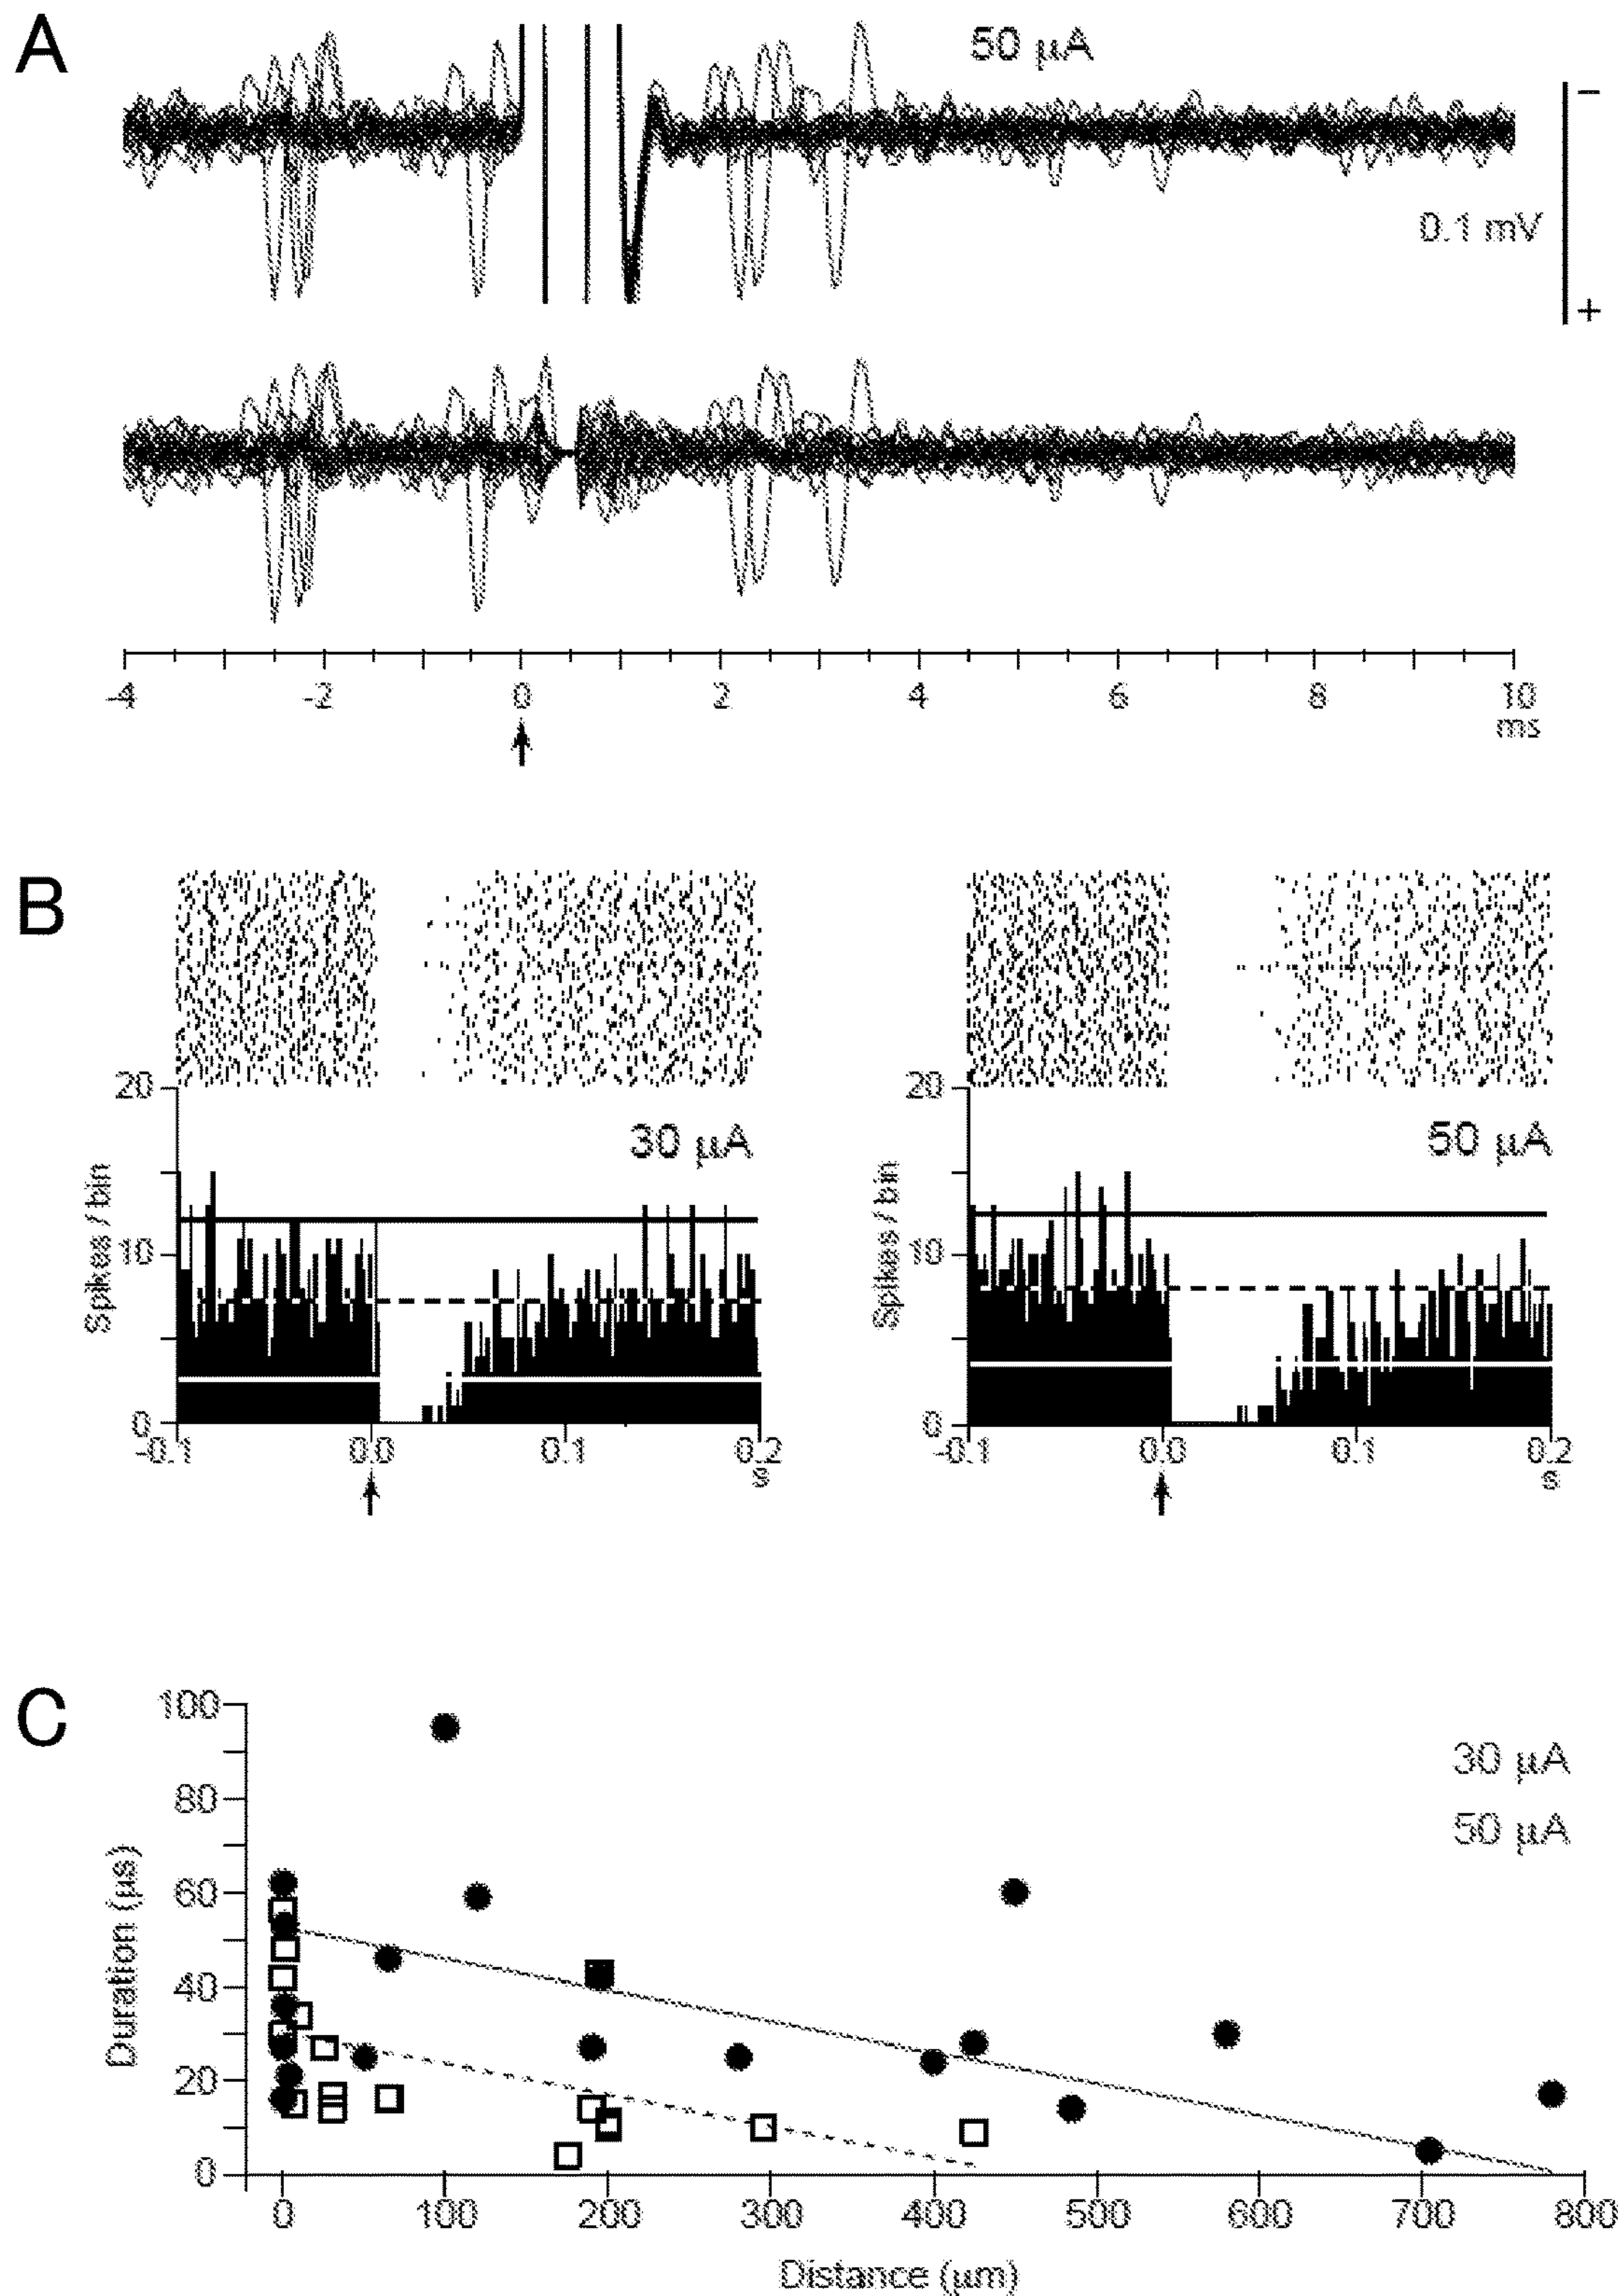 A
50 μA
−
0.1 mV
+
-4 -2 0 2 4 6 8 10
ms
B
20 10 0
Spikes / bin
30 μA
-0.1 0.0 0.1 0.2
s
20 10 0
Spikes / bin
50 μA
-0.1 0.0 0.1 0.2
s
C
100 80 60 40 20 0
Duration (μs)
30 μA
50 μA
0 100 200 300 400 500 600 700 800
Distance (μm)